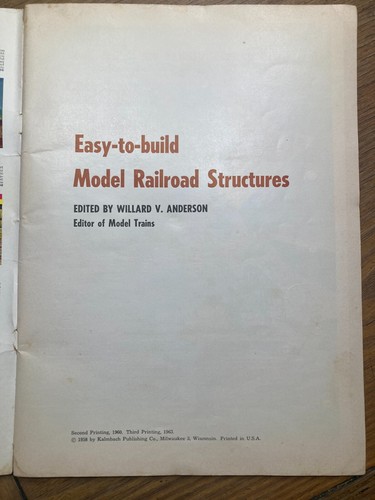 Easy-to-build
Model Railroad Structures
EDITED BY WILLARD V. ANDERSON
Editor of Model Trains
Second Printing, 1960. Third Printing,
© 1958 by Kalmbach Publishing Co., Milwaukee 3, Wisconsin. Printed in U.S.A.